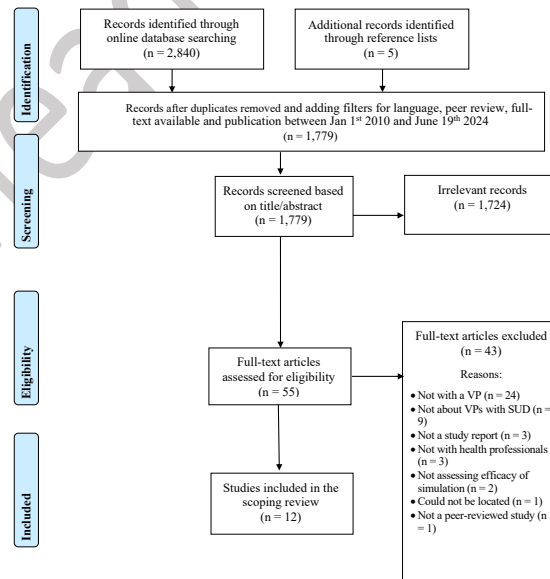 Records identified through
online database searching
(n = 2,840)
Additional records identified
through reference lists
(n = 5)
Identification
Records after duplicates removed and adding filters for language, peer review, full-
text available and publication between Jan 1st 2010 and June 19th 2024
(n = 1,779)
Screening
Records screened based
on title/abstract
(n = 1,779)
Irrelevant records
(n = 1,724)
Eligibility
Full-text articles
assessed for eligibility
(n = 55)
Full-text articles excluded
(n = 43)
Reasons:
• Not with a VP (n = 24)
• Not about VPs with SUD (n =
9)
• Not a study report (n = 3)
• Not with health professionals
(n = 3)
• Not assessing efficacy of
simulation (n = 2)
• Could not be located (n = 1)
• Not a peer-reviewed study (n
= 1)
Included
Studies included in the
scoping review
(n = 12)